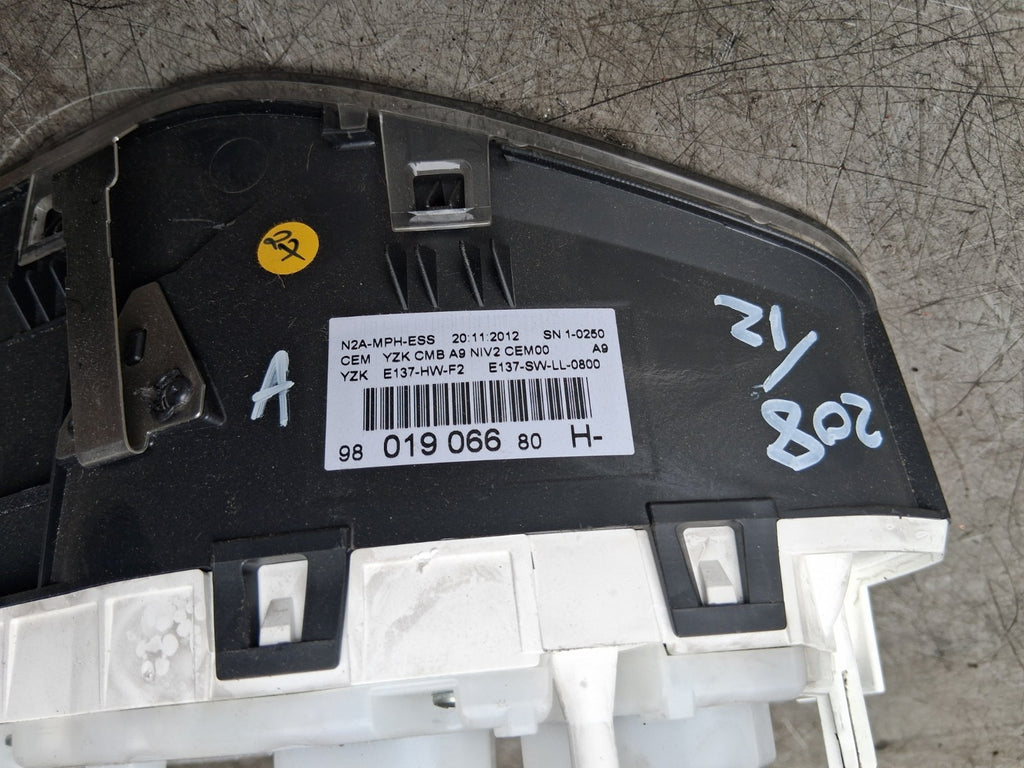 N2A-MPH-ESS 20.11.2012 SN 1-0250
CEM YZK CMB A9 NIV2 CEM00 A9
YZK E137-HW-F2 E137-SW-LL-0800
98 019 066 80 H-
A
21/
208